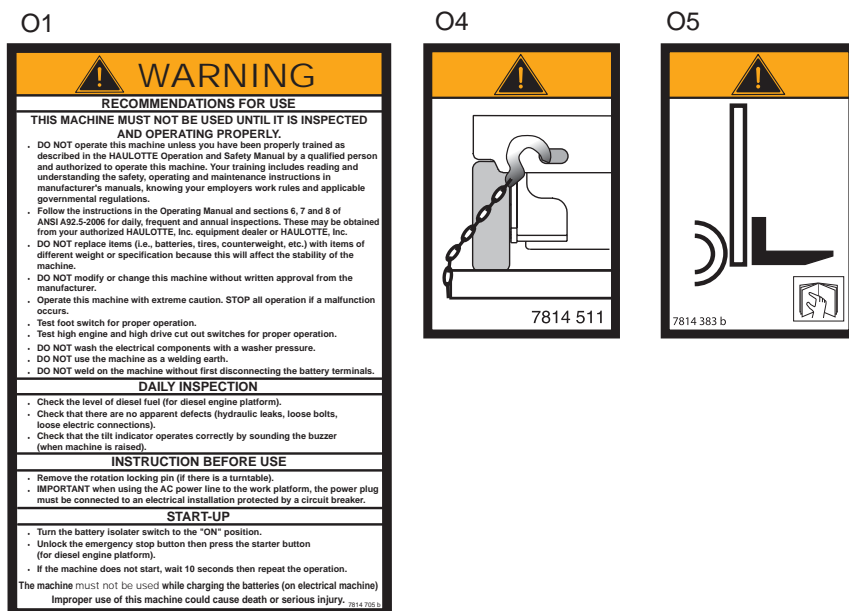 O1
WARNING
RECOMMENDATIONS FOR USE
THIS MACHINE MUST NOT BE USED UNTIL IT IS INSPECTED
AND OPERATING PROPERLY.
. DO NOT operate this machine unless you have been properly trained as
described in the HAULOTTE Operation and Safety Manual by a qualified person
and authorized to operate this machine. Your training includes reading and
understanding the safety, operating and maintenance instructions in
manufacturer's manuals, knowing your employers work rules and applicable
governmental regulations.
. Follow the instructions in the Operating Manual and sections 6, 7 and 8 of
ANSI A92.5-2006 for daily, frequent and annual inspections. These may be obtained
from your authorized HAULOTTE, Inc. equipment dealer or HAULOTTE, Inc.
. DO NOT replace items (i.e., batteries, tires, counterweight, etc.) with items of
different weight or specification because this will affect the stability of the
machine.
. DO NOT modify or change this machine without written approval from the
manufacturer.
. Operate this machine with extreme caution. STOP all operation if a malfunction
occurs.
. Test foot switch for proper operation.
. Test high engine and high drive cut out switches for proper operation.
. DO NOT wash the electrical components with a washer pressure.
. DO NOT use the machine as a welding earth.
. DO NOT weld on the machine without first disconnecting the battery terminals.
DAILY INSPECTION
. Check the level of diesel fuel (for diesel engine platform).
. Check that there are no apparent defects (hydraulic leaks, loose bolts,
loose electric connections).
. Check that the tilt indicator operates correctly by sounding the buzzer
(when machine is raised).
INSTRUCTION BEFORE USE
. Remove the rotation locking pin (if there is a turntable).
. IMPORTANT when using the AC power line to the work platform, the power plug
must be connected to an electrical installation protected by a circuit breaker.
START-UP
. Turn the battery isolater switch to the "ON" position.
. Unlock the emergency stop button then press the starter button
(for diesel engine platform).
. If the machine does not start, wait 10 seconds then repeat the operation.
The machine must not be used while charging the batteries (on electrical machine)
Improper use of this machine could cause death or serious injury.
7814 705 b
O4
7814 511
O5
7814 383 b